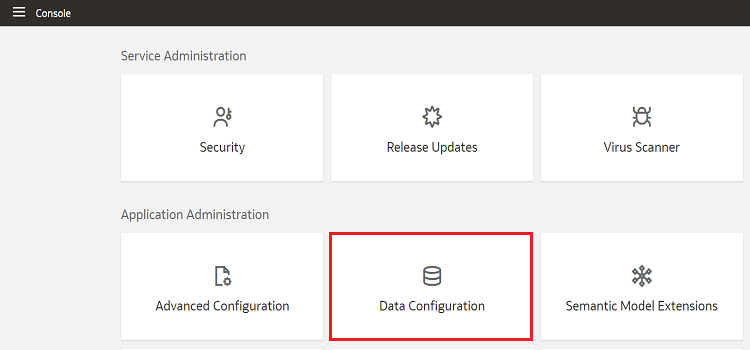 Console
Service Administration
Security
Release Updates
Virus Scanner
Application Administration
Advanced Configuration
Data Configuration
Semantic Model Extensions